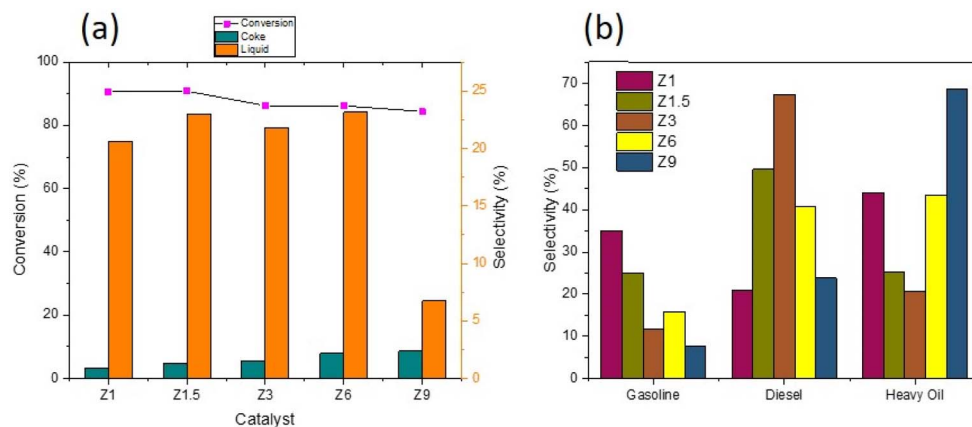 (a)
Conversion
Coke
Liquid
100
80
60
40
20
0
Conversion (%)
25
20
25
10
5
0
Selectivity (%)
Z1
Z1.5
Z3
Z6
Z9
Catalyst
(b)
Z1
Z1.5
Z3
Z6
Z9
70
60
50
40
30
20
10
0
Selectivity (%)
Gasoline
Diesel
Heavy Oil